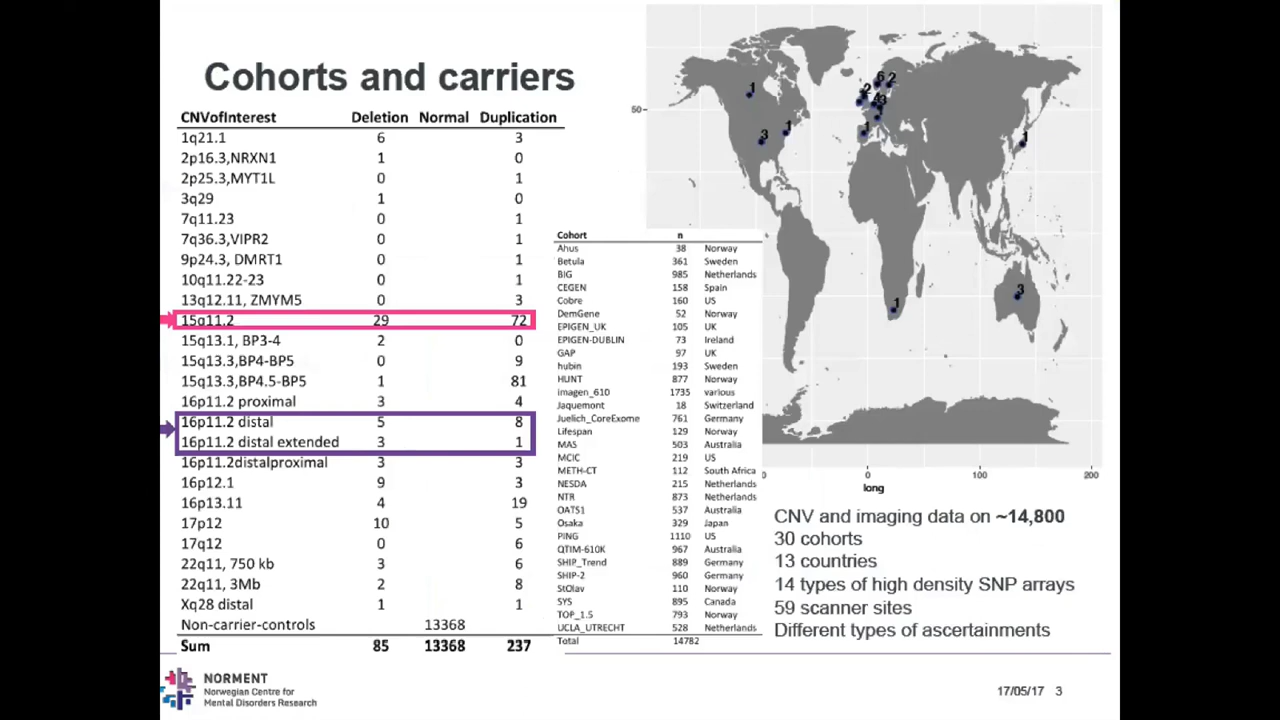 Cohorts and carriers
CNVofInterest Deletion Normal Duplication
1q21.1 6 3
2p16.3,NRXN1 1 0
2p25.3,MYT1L 0 1
3q29 1 0
7q11.23 0 1
7q36.3,VIPR2 0 1
9p24.3, DMRT1 0 1
10q11.22-23 0 1
13q12.11, ZMYM5 0 3
15q11.2 29 72
15q13.1, BP3-4 2 0
15q13.3,BP4-BP5 0 9
15q13.3,BP4.5-BP5 1 81
16p11.2 proximal 3 4
16p11.2 distal 5 8
16p11.2 distal extended 3 1
16p11.2distalproximal 3 3
16p12.1 9 3
16p13.11 4 19
17p12 10 5
17q12 0 6
22q11, 750 kb 3 6
22q11, 3Mb 2 8
Xq28 distal 1 1
Non-carrier-controls 13368
Sum 85 13368 237
Cohort n
Ahus 38 Norway
Betula 361 Sweden
BIG 985 Netherlands
CEGEN 158 Spain
Cobre 160 US
DemGene 52 Norway
EPIGEN_UK 105 UK
EPIGEN-DUBLIN 73 Ireland
GAP 97 UK
hubin 193 Sweden
HUNT 877 Norway
imagen_610 1735 various
Jaquemont 18 Switzerland
Juelich_CoreExome 761 Germany
Lifespan 129 Norway
MAS 503 Australia
MCIC 219 US
METH-CT 112 South Africa
NESDA 215 Netherlands
NTR 873 Netherlands
OATS1 537 Australia
Osaka 329 Japan
PING 1110 US
QTIM-610K 967 Australia
SHIP_Trend 889 Germany
SHIP-2 960 Germany
StOlav 110 Norway
SYS 895 Canada
TOP_1.5 793 Norway
UCLA_UTRECHT 528 Netherlands
Total 14782
50
1
3
1
6
2
2
1
1
1
3
0 0 100 200
long
CNV and imaging data on ~14,800
30 cohorts
13 countries
14 types of high density SNP arrays
59 scanner sites
Different types of ascertainments
NORMENT
Norwegian Centre for
Mental Disorders Research
17/05/17 3